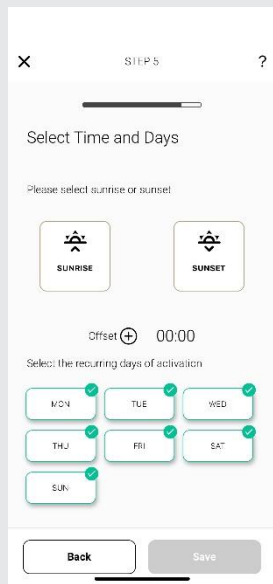 STEP 5
?
Select Time and Days
Please select sunrise or sunset
SUNRISE
SUNSET
Offset 00:00
Select the recurring days of activation
MON
TUE
WED
THU
FRI
SAT
SUN
Back
Save